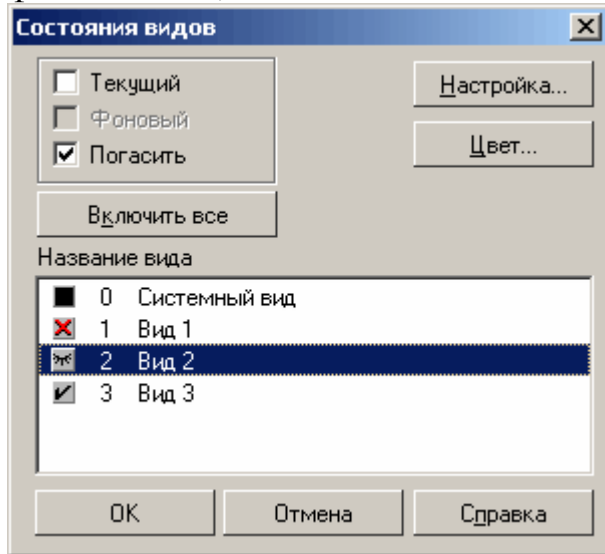 Состояния видов
Текущий
Настройка...
Фоновый
Цвет...
Погасить
Включить все
Название вида
0 Системный вид
1 Вид 1
2 Вид 2
3 Вид 3
OK Отмена Справка